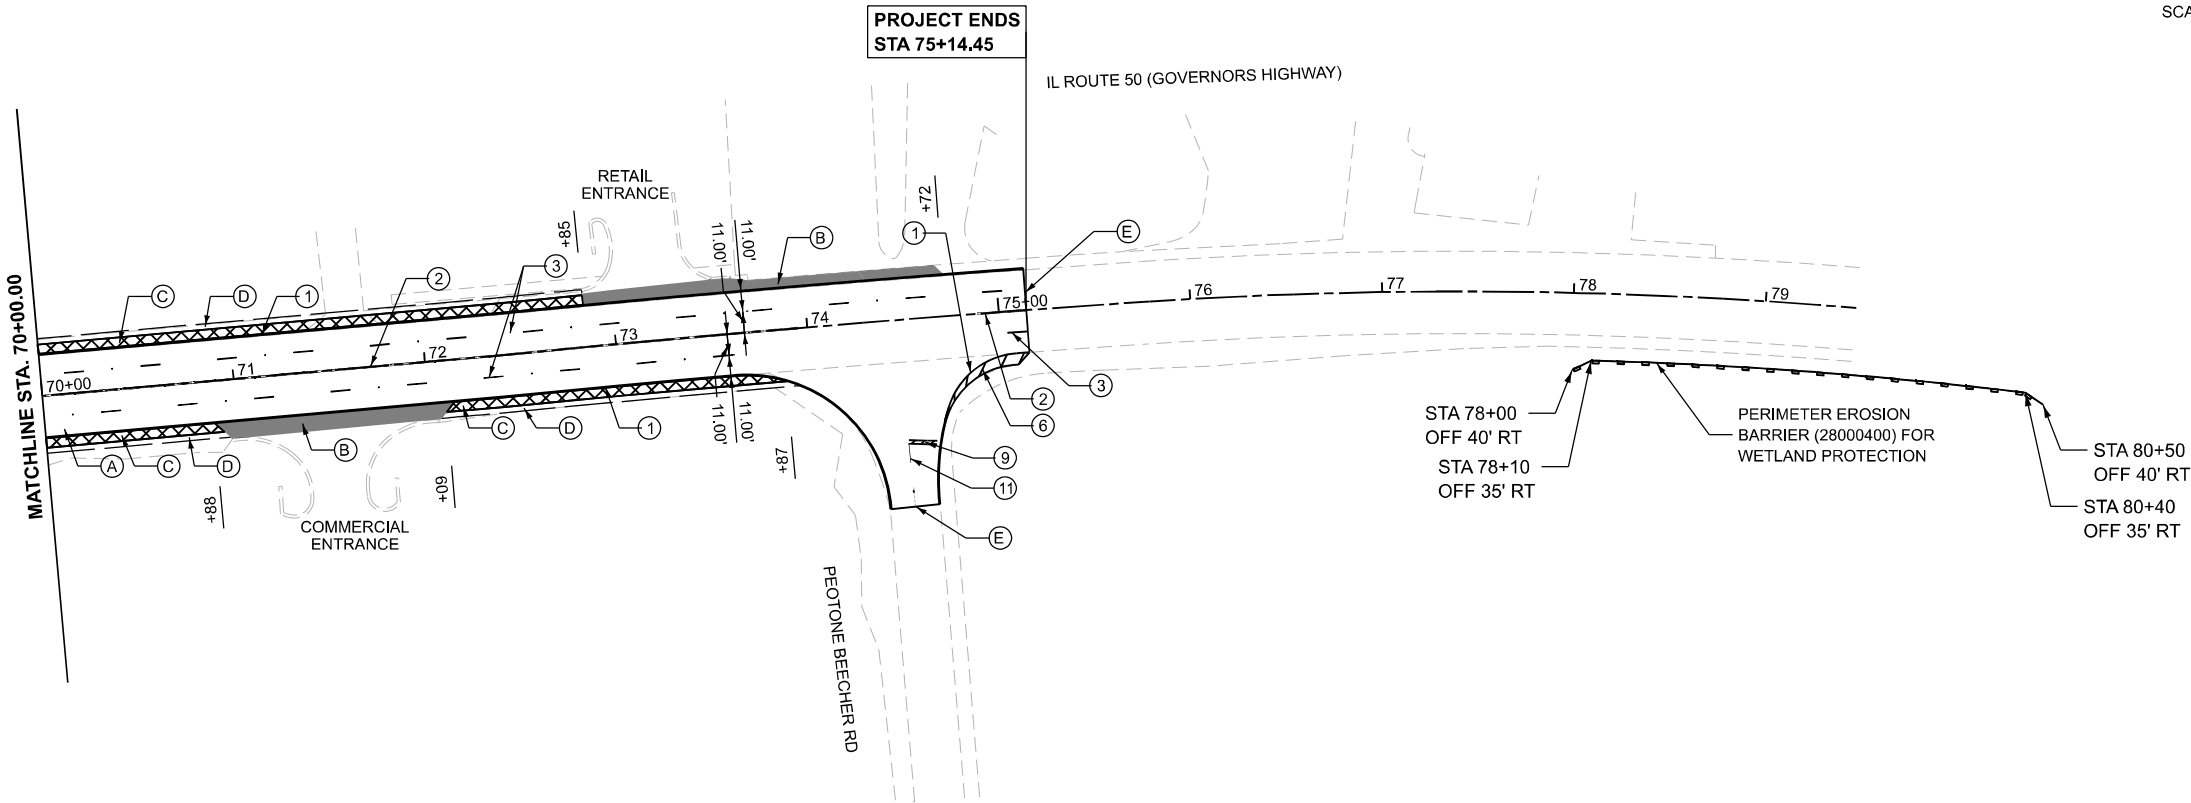 SCA
PROJECT ENDS
STA 75+14.45
IL ROUTE 50 (GOVERNORS HIGHWAY)
MATCHLINE STA. 70+00.00
RETAIL
ENTRANCE
+85
+72
11.00'
11.00'
1
E
B
3
2
C
D
1
70+00
71
72
73
74
75+00
76
77
78
79
A
C
D
B
C
D
1
11.00'
11.00'
2
3
6
9
11
E
+88
+09
+87
COMMERCIAL
ENTRANCE
PEOTONE BEECHER RD
STA 78+00
OFF 40' RT
STA 78+10
OFF 35' RT
PERIMETER EROSION
BARRIER (28000400) FOR
WETLAND PROTECTION
STA 80+50
OFF 40' RT
STA 80+40
OFF 35' RT